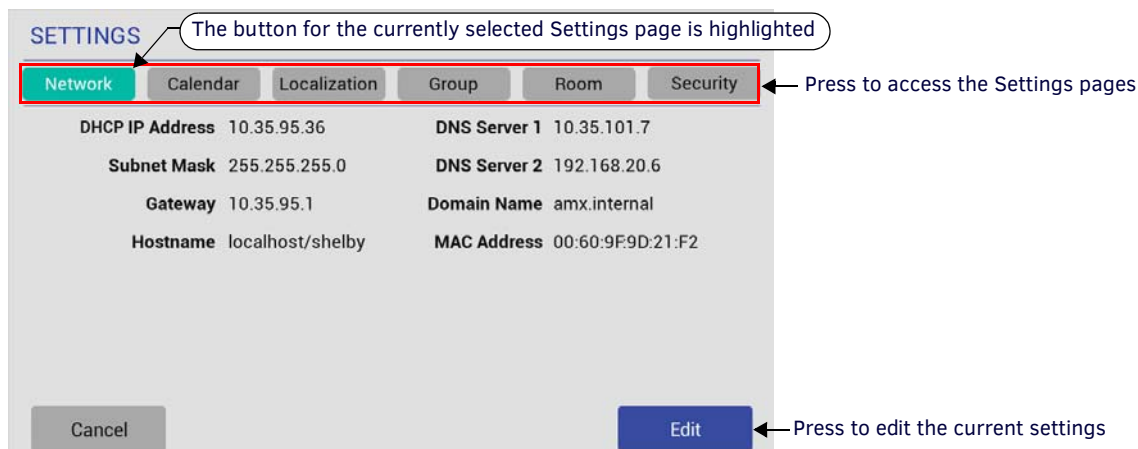 SETTINGS
The button for the currently selected Settings page is highlighted
Network Calendar Localization Group Room Security
Press to access the Settings pages
DHCP IP Address 10.35.95.36 DNS Server 1 10.35.101.7
Subnet Mask 255.255.255.0 DNS Server 2 192.168.20.6
Gateway 10.35.95.1 Domain Name amx.internal
Hostname localhost/shelby MAC Address 00:60:9F:9D:21:F2
Cancel Edit
Press to edit the current settings